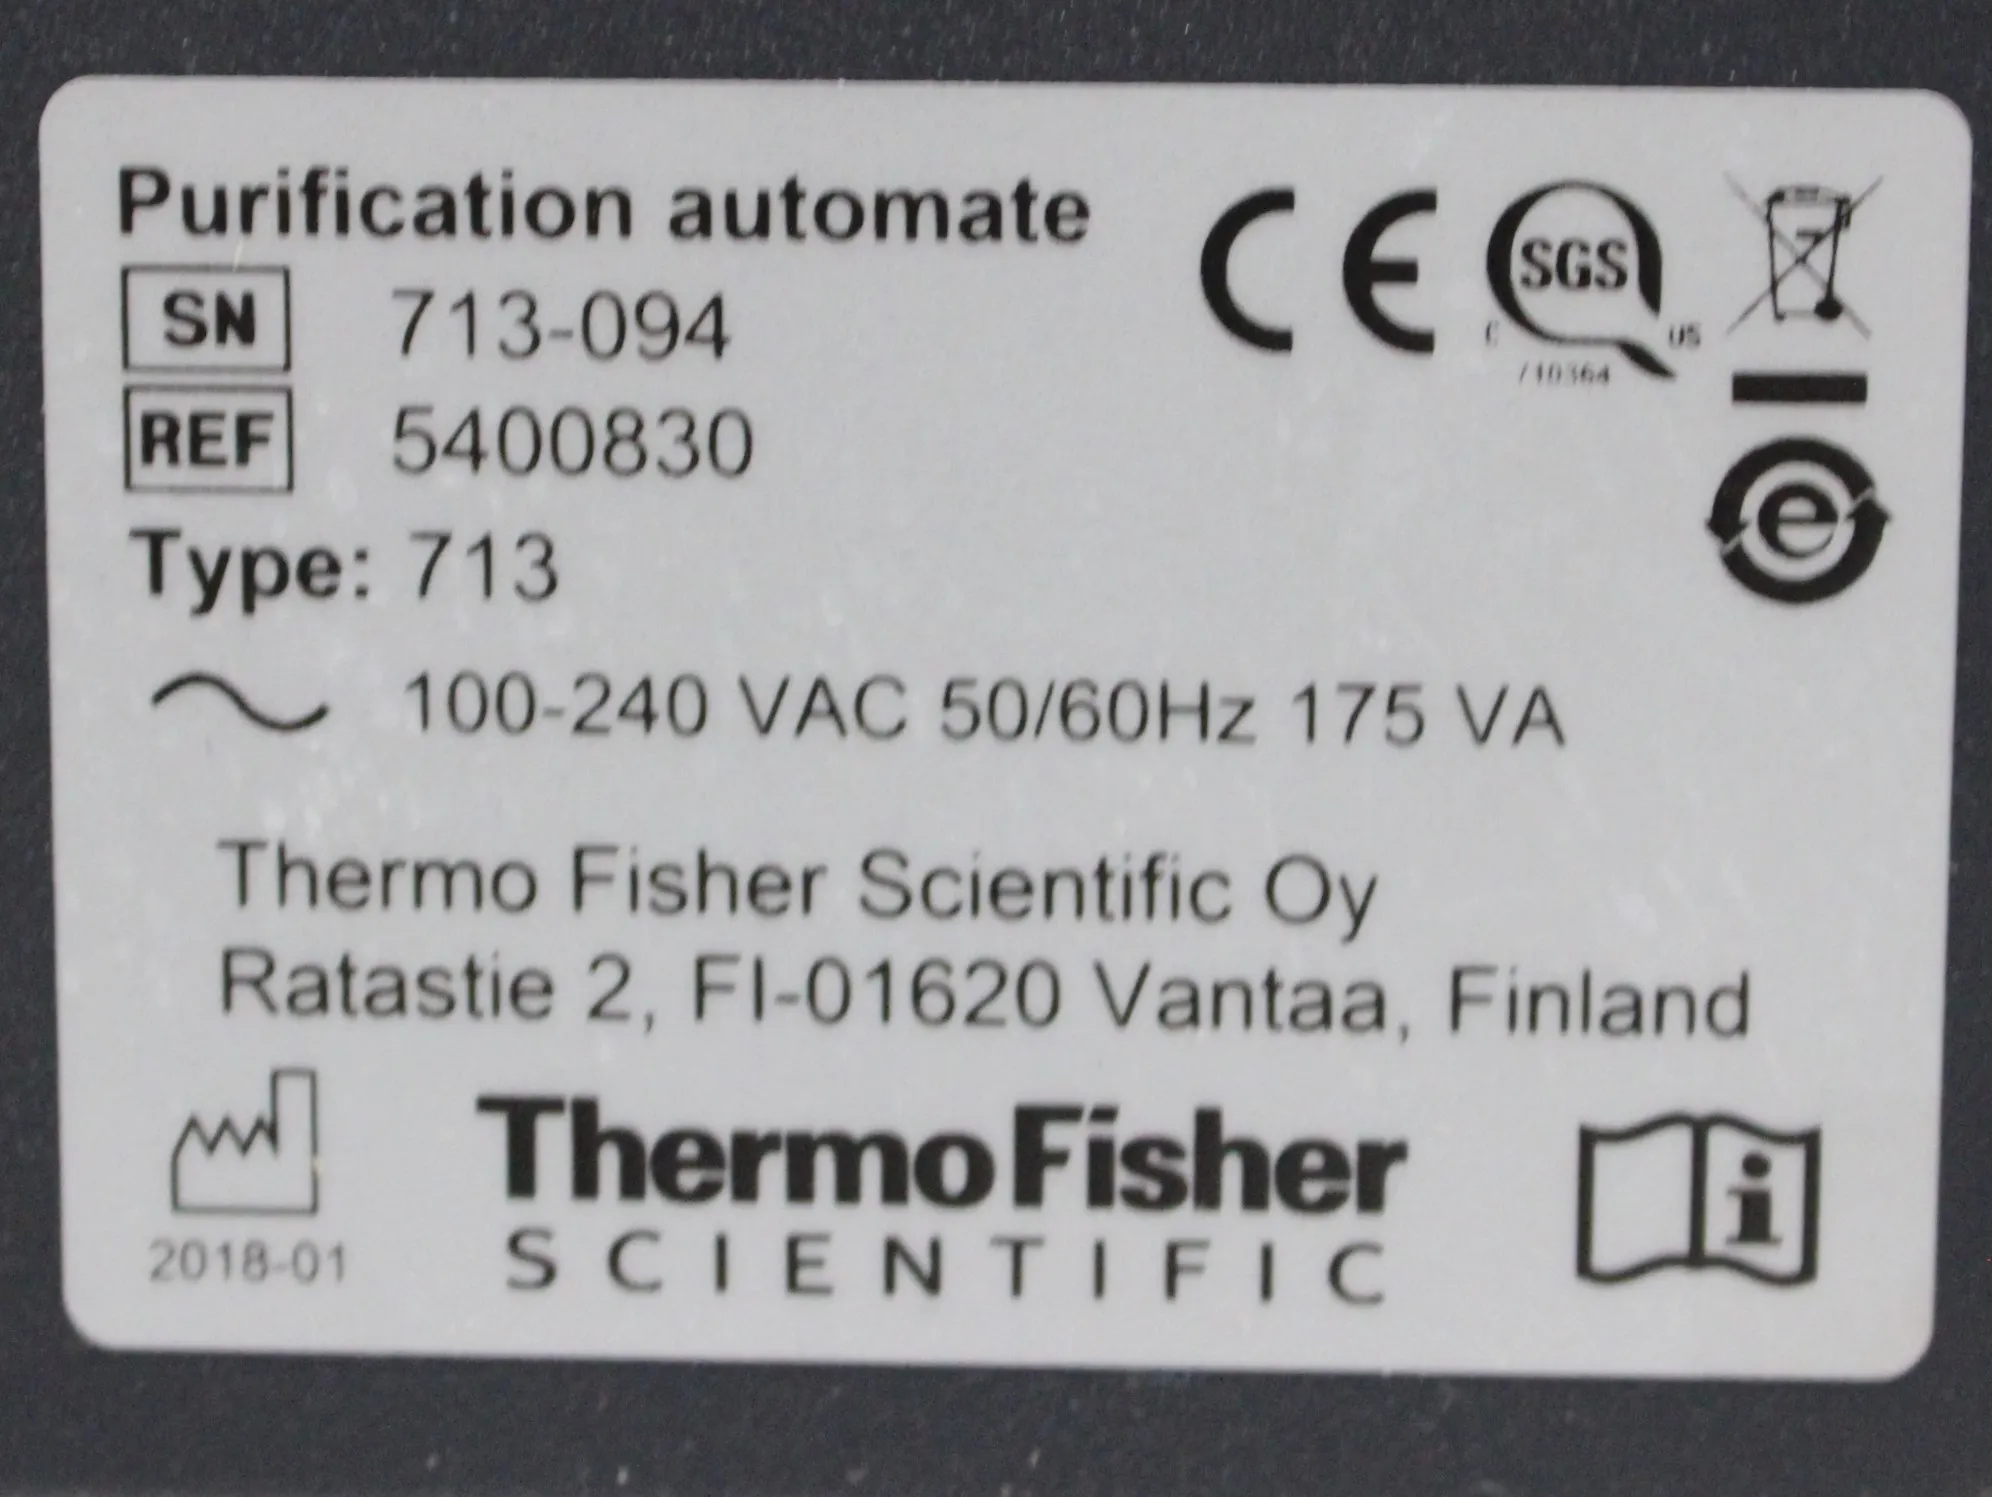 Purification automate
SN 713-094
REF 5400830
Type: 713
100-240 VAC 50/60Hz 175 VA
Thermo Fisher Scientific Oy
Ratastie 2, FI-01620 Vantaa, Finland
2018-01
ThermoFisher
SCIENTIFIC
i
CE
SGS
C US
e